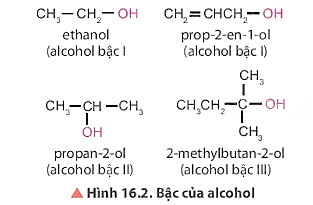 CH₃—CH₂—OH
ethanol
(alcohol bậc I
CH₂=CHCH₂—OH
prop-2-en-1-ol
(alcohol bậc I)
CH₃—CH—CH₃
OH
propan-2-ol
(alcohol bậc II)
CH₃
CH₃CH₂—C—OH
CH₃
2-methylbutan-2-ol
(alcohol bậc III)
▲ Hình 16.2. Bậc của alcohol